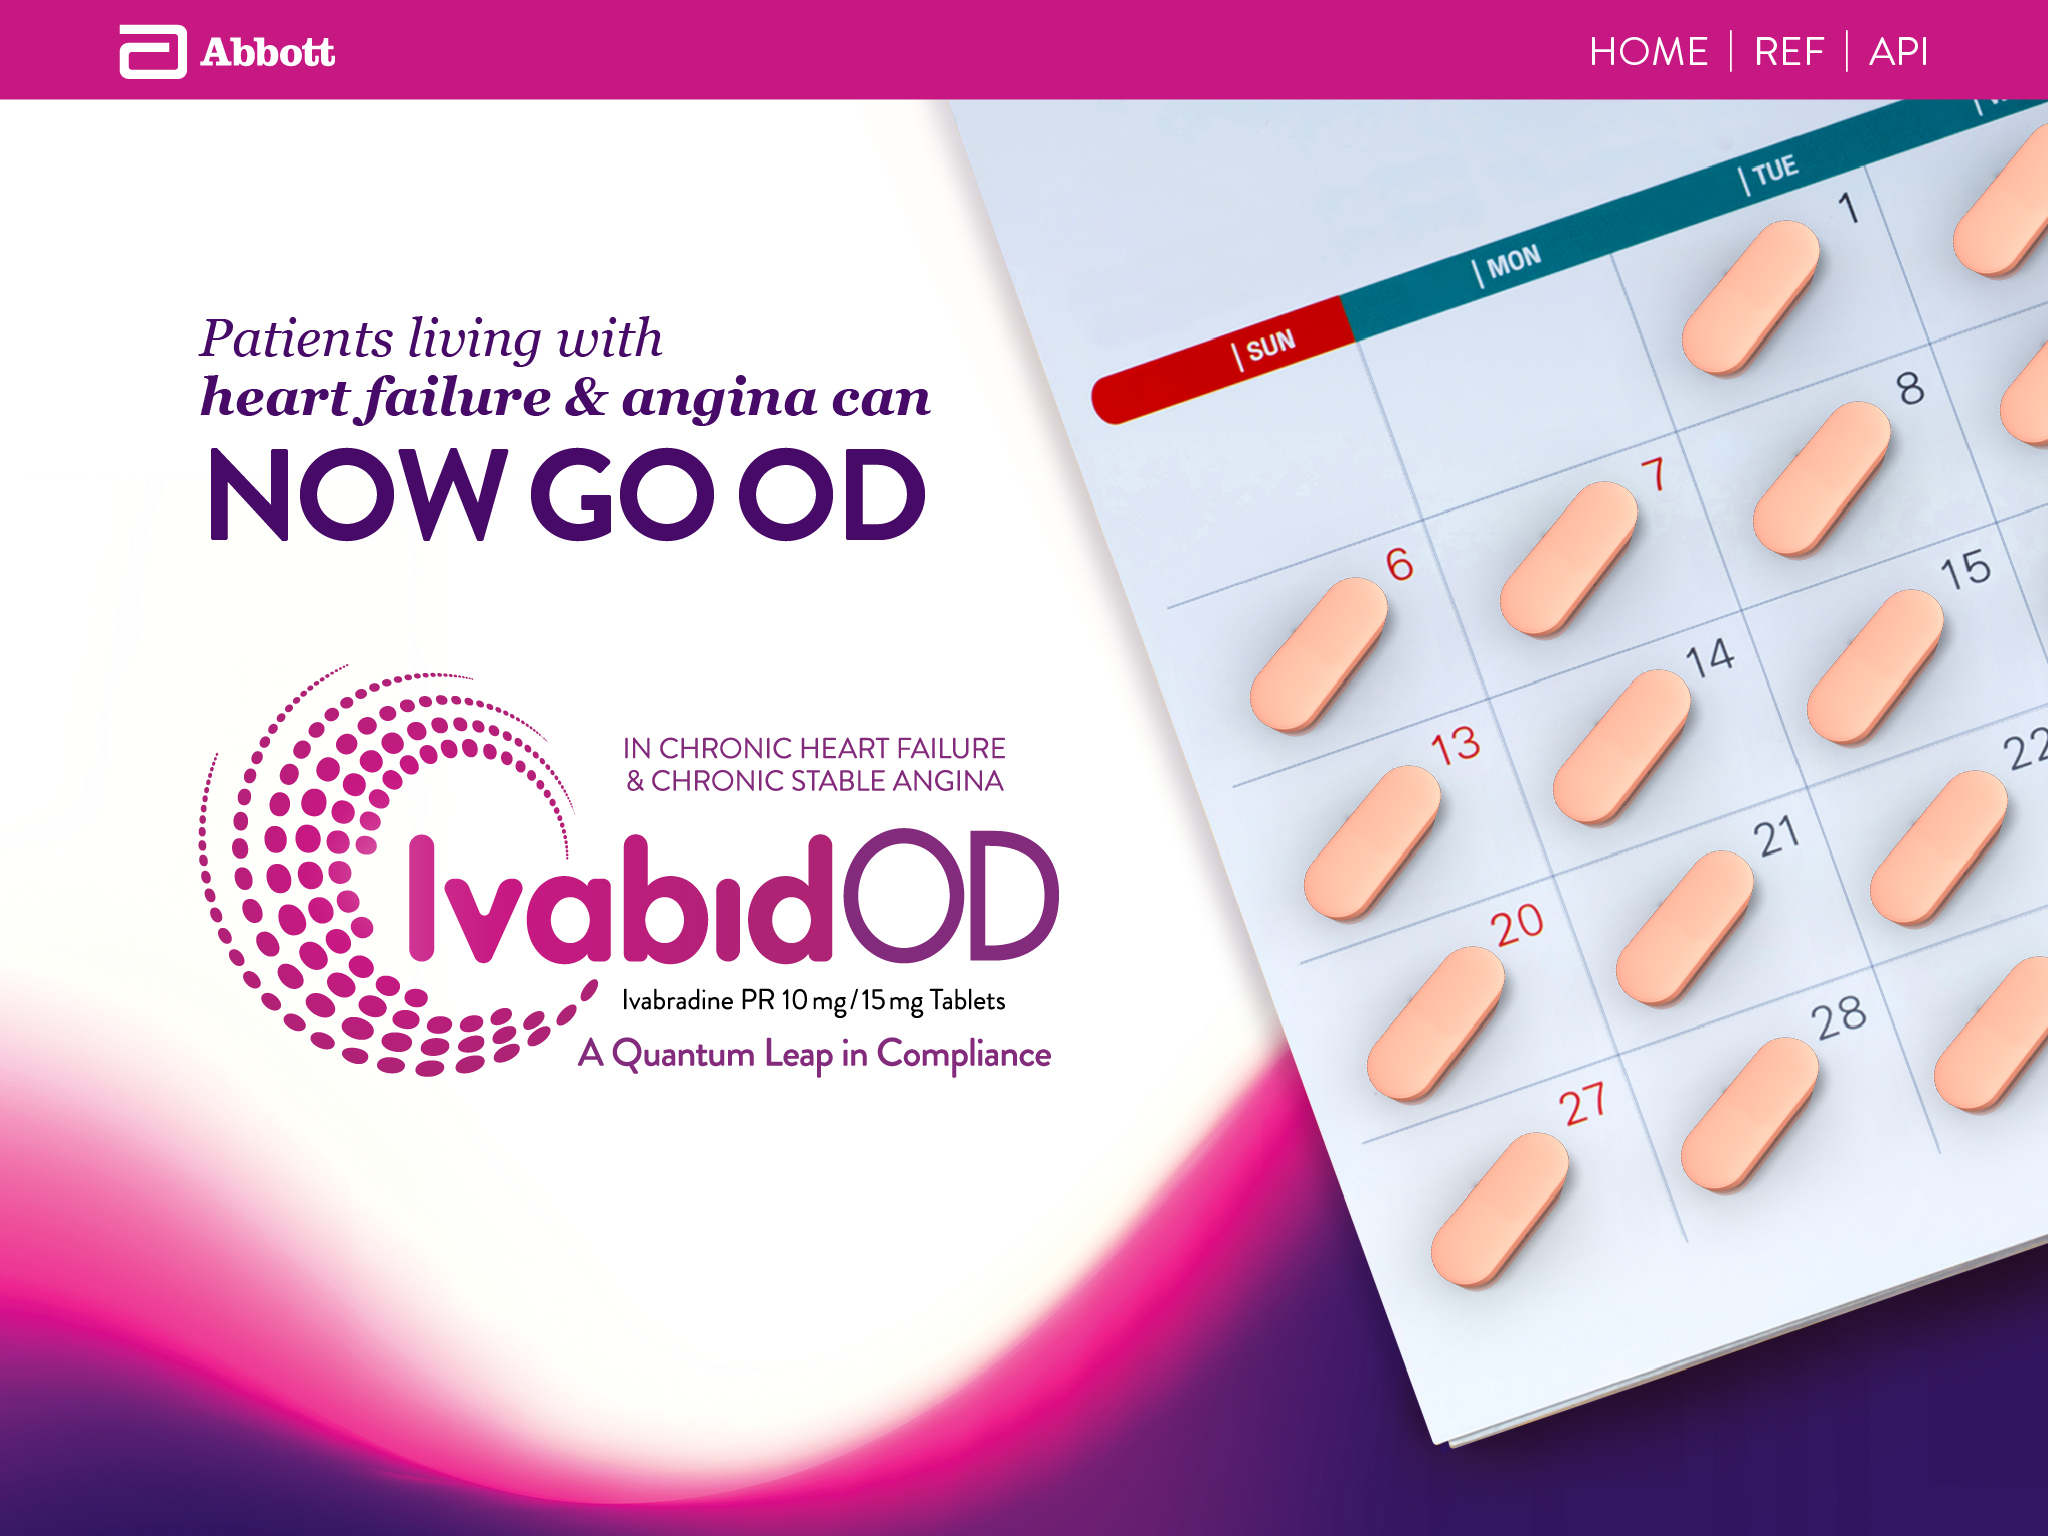 Abbott
HOME | REF | API
Patients living with
heart failure & angina can
NOW GO OD
IN CHRONIC HEART FAILURE
& CHRONIC STABLE ANGINA
IvabidOD
Ivabradine PR 10 mg/15 mg Tablets
A Quantum Leap in Compliance
| SUN | MON | TUE
1
6 7 8
13 14 15
20 21 22
27 28